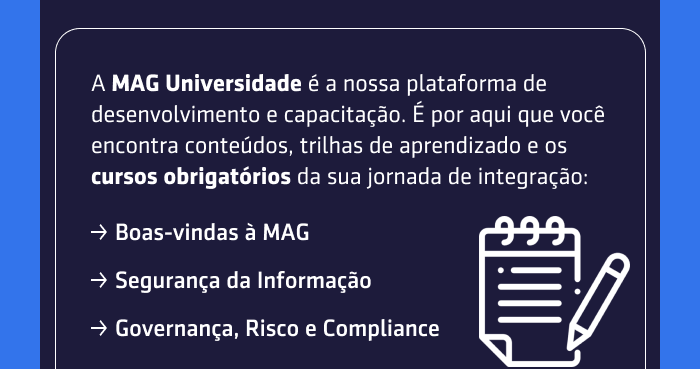 A MAG Universidade é a nossa plataforma de
desenvolvimento e capacitação. É por aqui que você
encontra conteúdos, trilhas de aprendizado e os
cursos obrigatórios da sua jornada de integração:
→ Boas-vindas à MAG
→ Segurança da Informação
→ Governança, Risco e Compliance